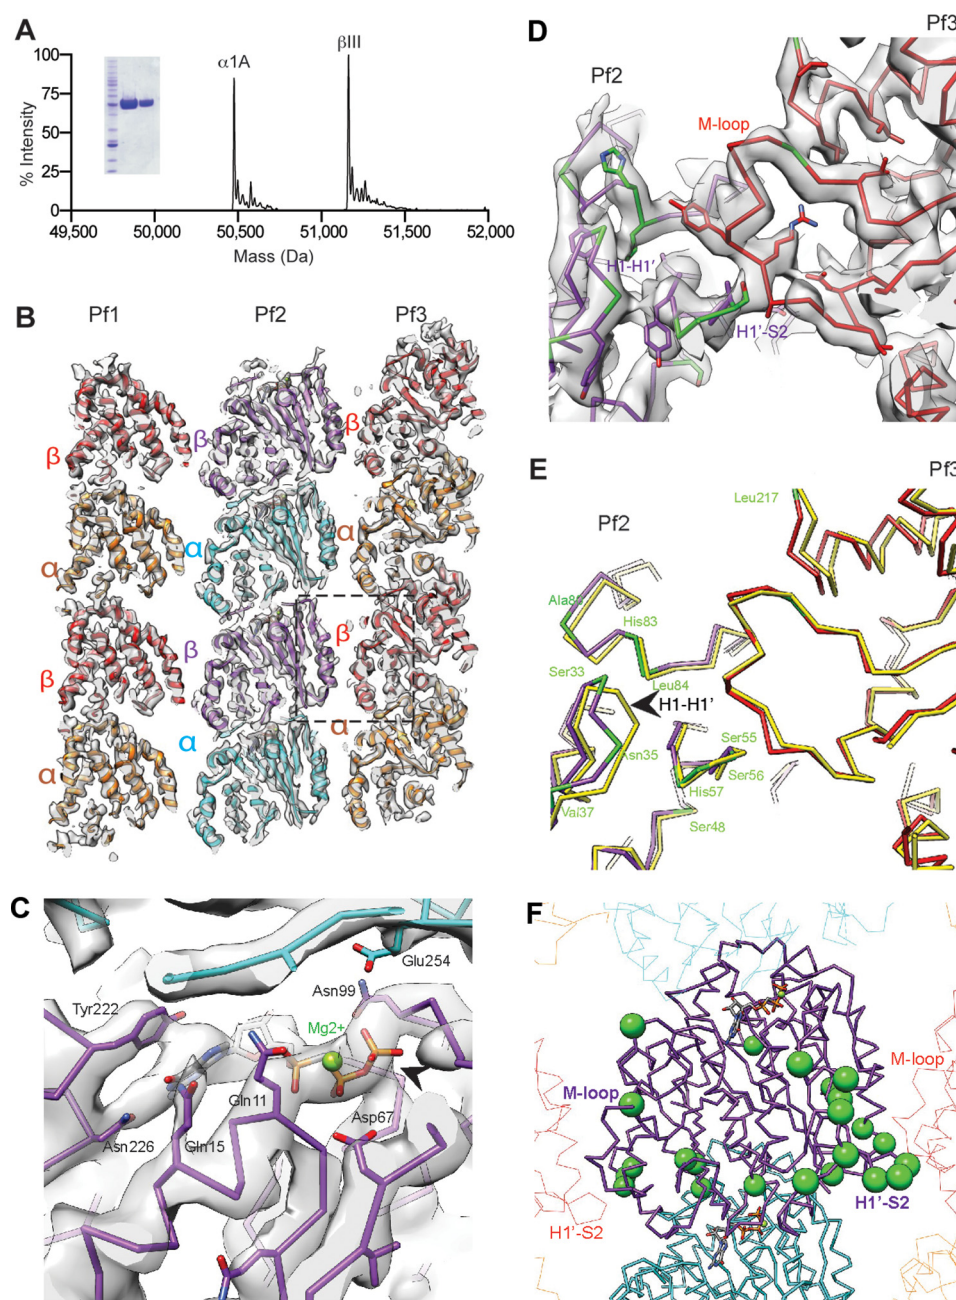 A
α1A
βIII
100
75
50
25
0
% Intensity
49,500 50,000 50,500 51,000 51,500 52,000
Mass (Da)
B
Pf1 Pf2 Pf3
β β β
α α α
β β β
α α α
C
Glu254
Tyr222
Asn99
Mg2+
Gln11
Asp67
Asn226
Gln15
D
Pf3
Pf2
M-loop
H1-H1'
H1'-S2
E
Pf3
Leu217
Pf2
His83
Ser33
Leu84
H1-H1'
Asn35
Ser55
Ser56
His57
Val37
Ser48
F
M-loop
M-loop
H1'-S2
H1'-S2